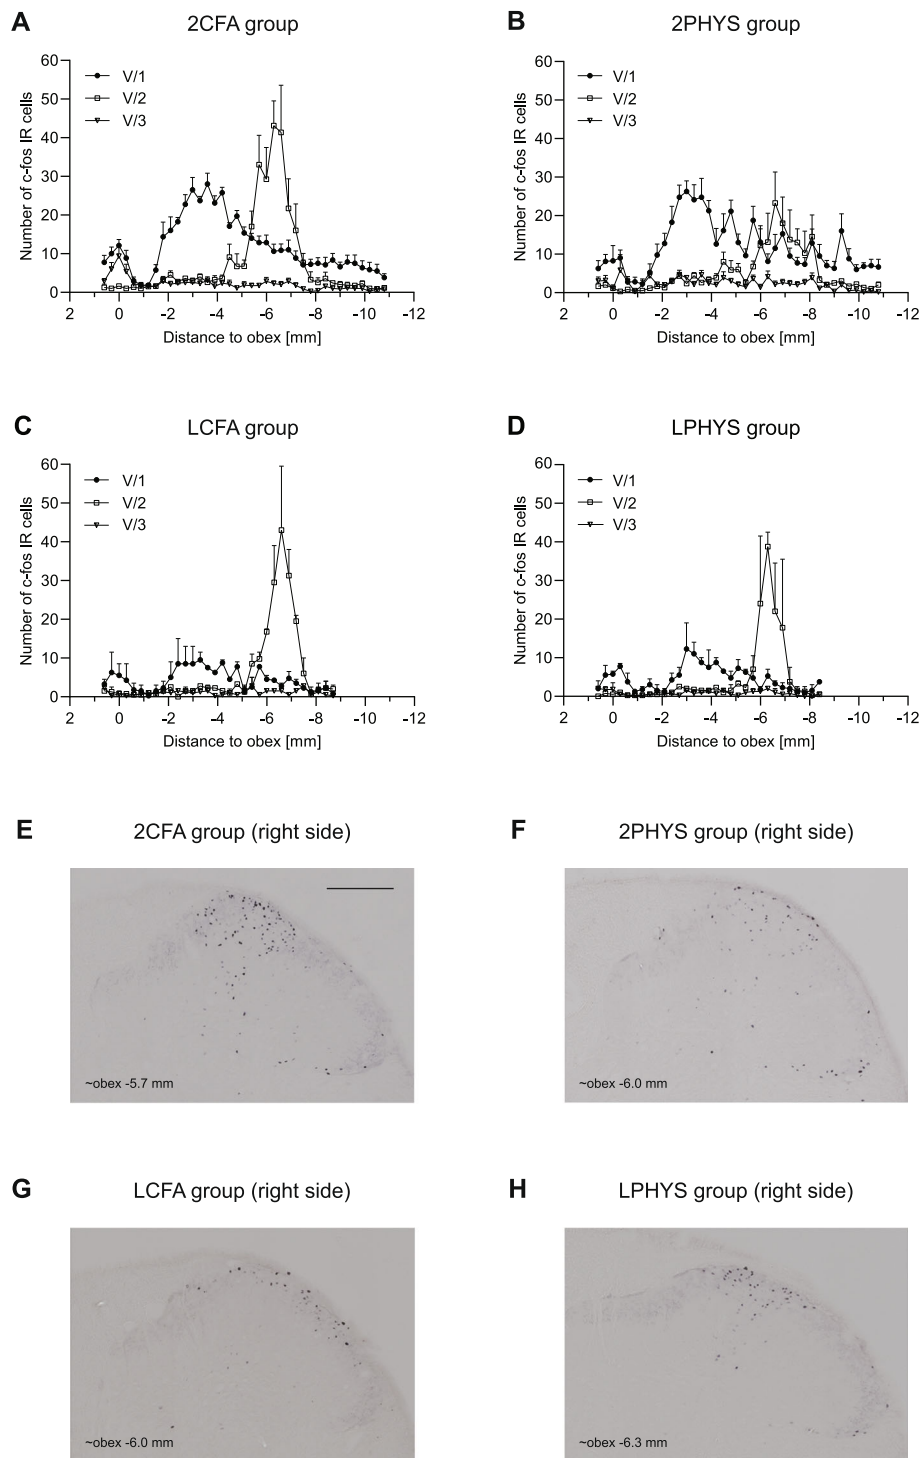 A
2CFA group
60
50
40
30
20
10
0
Number of c-fos IR cells
V/1
V/2
V/3
2
0
-2
-4
-6
-8
-10
-12
Distance to obex [mm]
B
2PHYS group
60
50
40
30
20
10
0
Number of c-fos IR cells
V/1
V/2
V/3
2
0
-2
-4
-6
-8
-10
-12
Distance to obex [mm]
C
LCFA group
60
50
40
30
20
10
0
Number of c-fos IR cells
V/1
V/2
V/3
2
0
-2
-4
-6
-8
-10
-12
Distance to obex [mm]
D
LPHYS group
60
50
40
30
20
10
0
Number of c-fos IR cells
V/1
V/2
V/3
2
0
-2
-4
-6
-8
-10
-12
Distance to obex [mm]
E
2CFA group (right side)
~obex -5.7 mm
F
2PHYS group (right side)
~obex -6.0 mm
G
LCFA group (right side)
~obex -6.0 mm
H
LPHYS group (right side)
~obex -6.3 mm